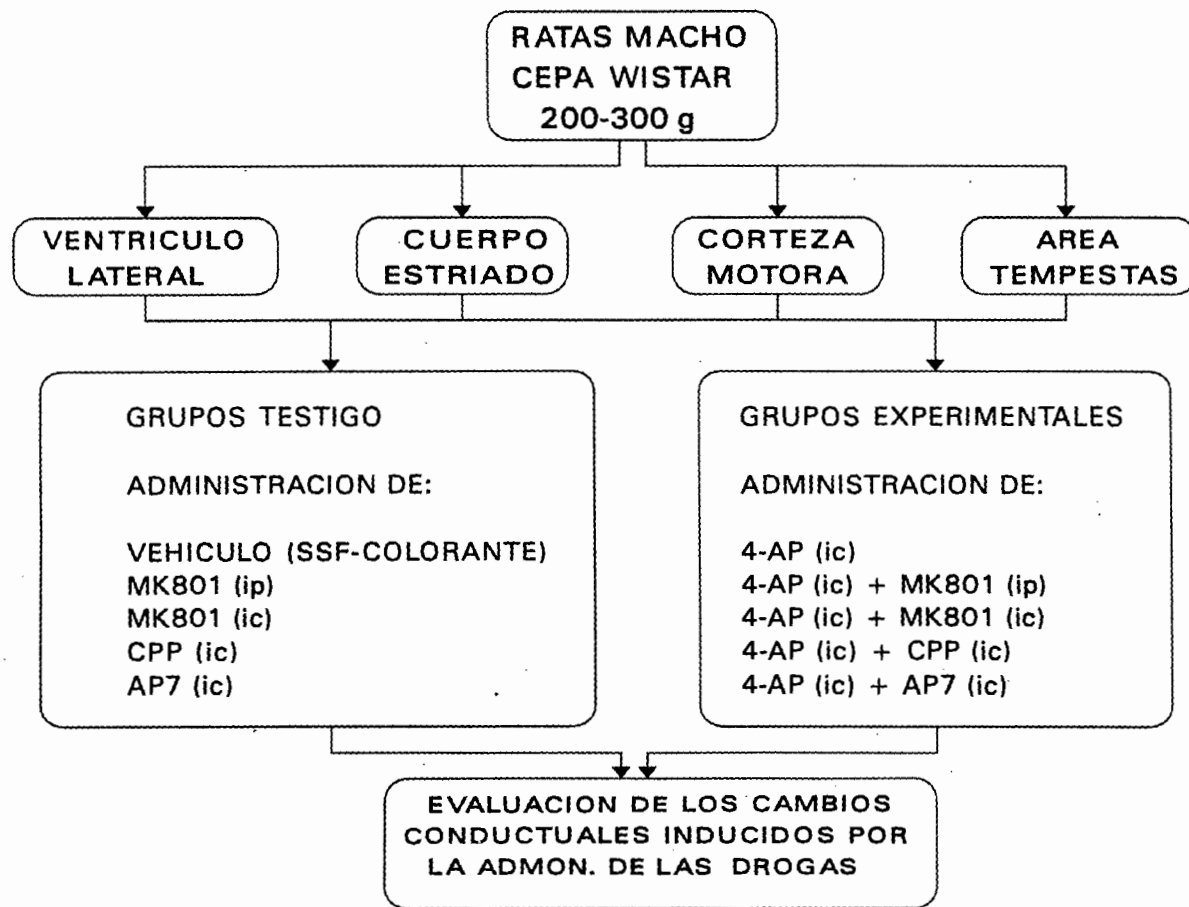 RATAS MACHO
CEPA WISTAR
200-300 g
VENTRICULO
LATERAL
CUERPO
ESTRIADO
CORTEZA
MOTORA
AREA
TEMPESTAS
GRUPOS TESTIGO
ADMINISTRACION DE:
VEHICULO (SSF-COLORANTE)
MK801 (ip)
MK801 (ic)
CPP (ic)
AP7 (ic)
GRUPOS EXPERIMENTALES
ADMINISTRACION DE:
4-AP (ic)
4-AP (ic) + MK801 (ip)
4-AP (ic) + MK801 (ic)
4-AP (ic) + CPP (ic)
4-AP (ic) + AP7 (ic)
EVALUACION DE LOS CAMBIOS
CONDUCTUALES INDUCIDOS POR
LA ADMON. DE LAS DROGAS